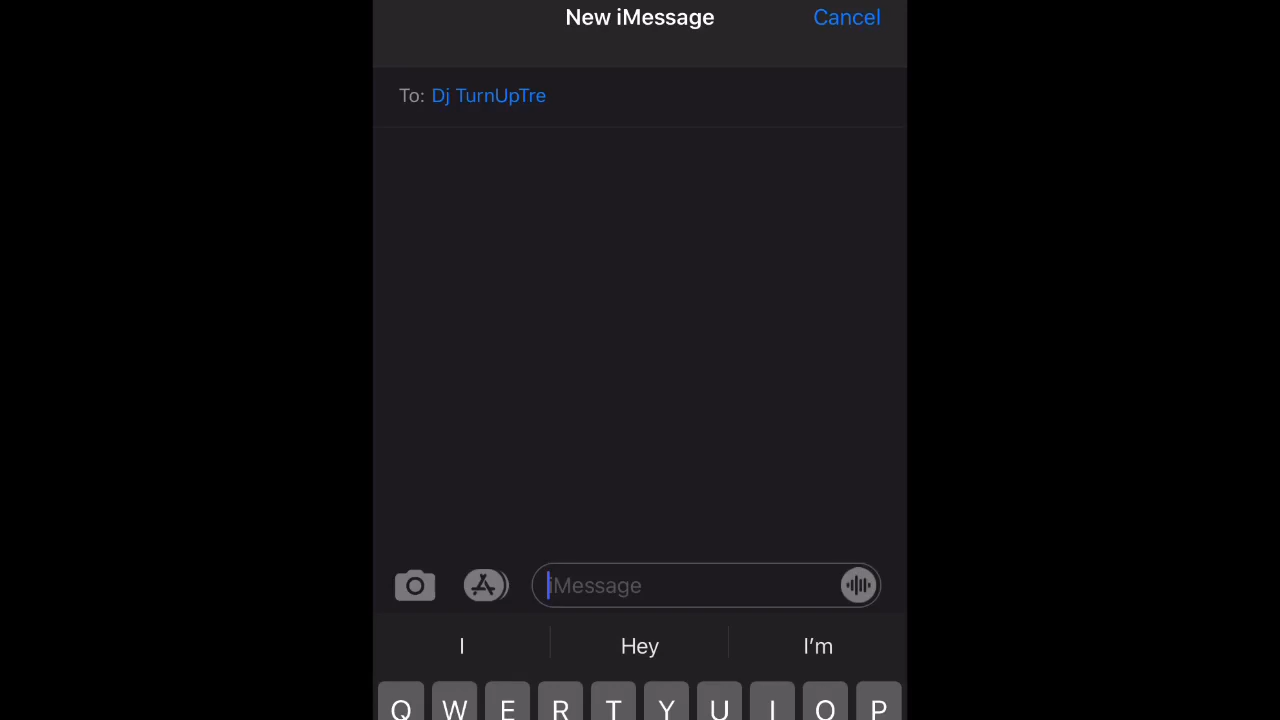 New iMessage Cancel
To: Dj TurnUpTre
iMessage
I Hey I’m
Q W E R T Y U I O P